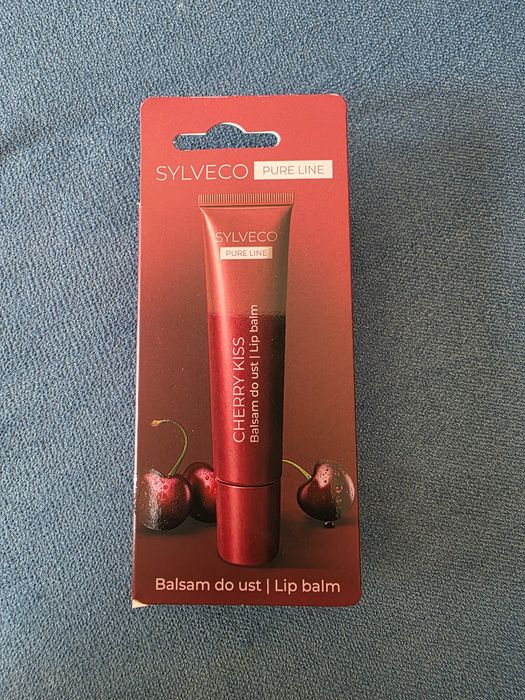 SYLVECO PURE LINE
SYLVECO
PURE LINE
CHERRY KISS
Balsam do ust | Lip balm
Balsam do ust | Lip balm